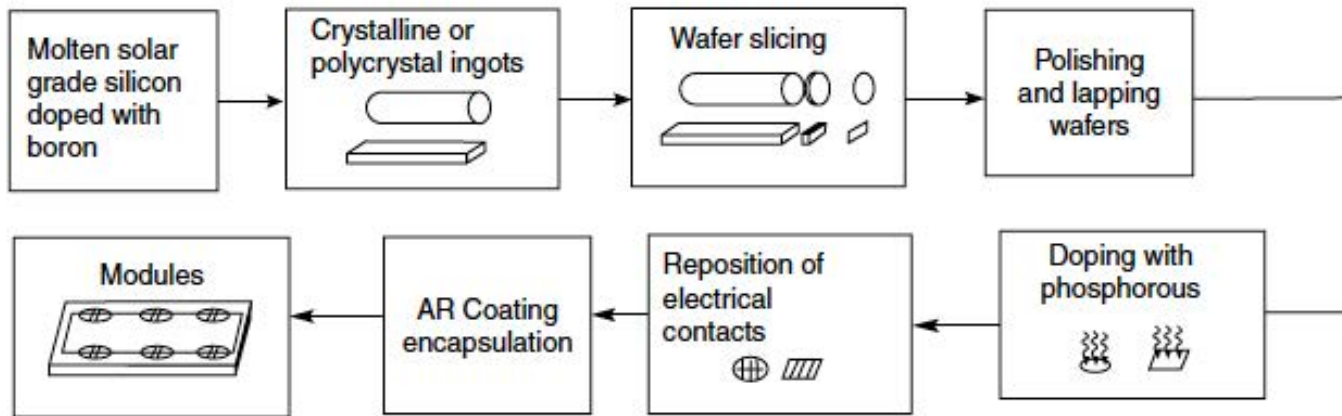 Molten solar
grade silicon
doped with
boron
Crystalline or
polycrystal ingots
Wafer slicing
Polishing
and lapping
wafers
Doping with
phosphorous
Reposition of
electrical
contacts
AR Coating
encapsulation
Modules